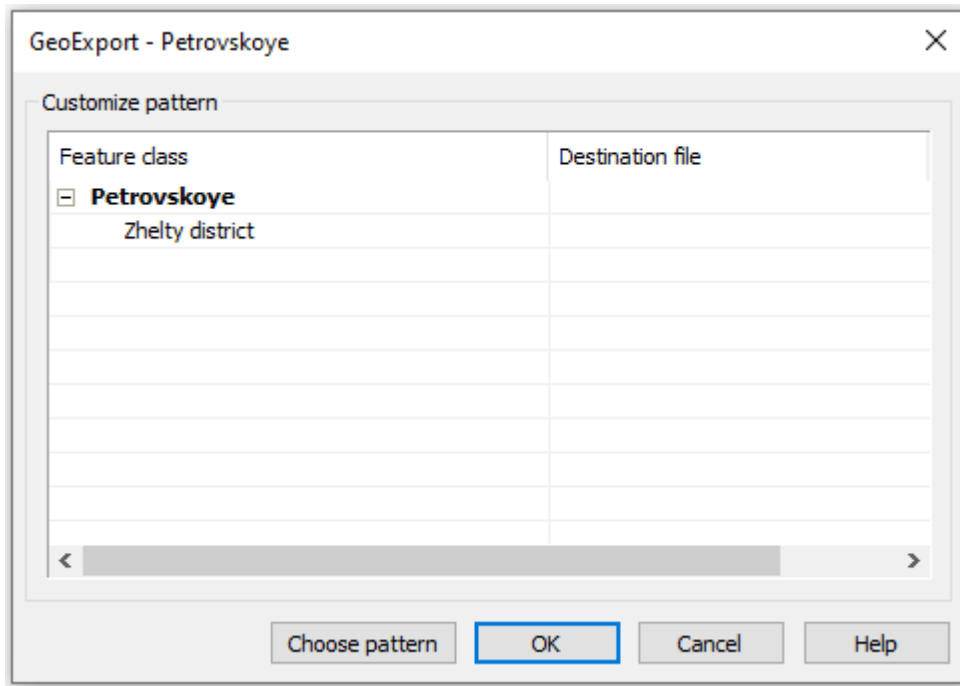 GeoExport - Petrovskoye
Customize pattern
Feature class Destination file
Petrovskoye
Zhelty district
Choose pattern OK Cancel Help